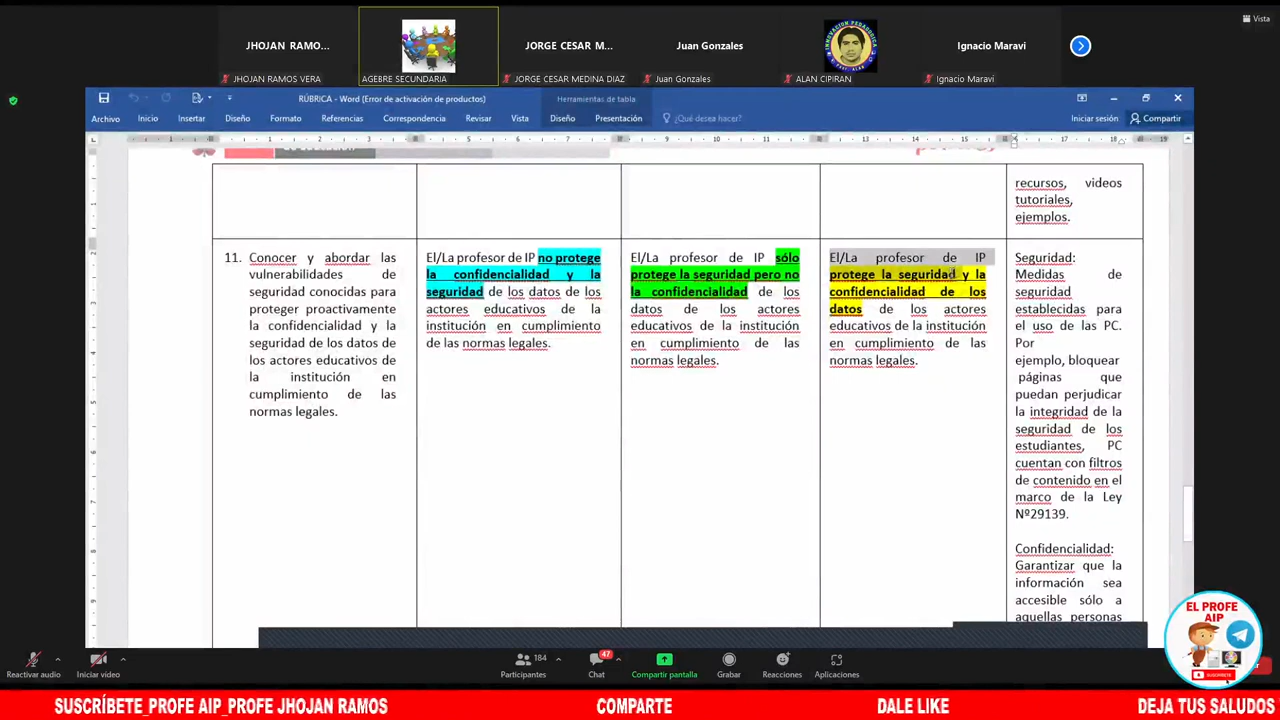 Vista
JHOJAN RAMO...
JORGE CESAR M...
Juan Gonzales
INNOVACION PEDAGOGICA
Ignacio Maravi
JHOJAN RAMOS VERA
AGEBRE SECUNDARIA
JORGE CESAR MEDINA DIAZ
Juan Gonzales
ALAN CIPIRAN
Ignacio Maravi
RÚBRICA - Word (Error de activación de productos)
Herramientas de tabla
Archivo
Inicio
Insertar
Diseño
Formato
Referencias
Correspondencia
Revisar
Vista
Diseño
Presentación
¿Qué desea hacer?
Iniciar sesión
Compartir
recursos, videos
tutoriales,
ejemplos.
11. Conocer y abordar las
vulnerabilidades de
seguridad conocidas para
proteger proactivamente
la confidencialidad y la
seguridad de los datos de
los actores educativos de
la institución en
cumplimiento de las
normas legales.
El/La profesor de IP no protege
la confidencialidad y la
seguridad de los datos de los
actores educativos de la
institución en cumplimiento
de las normas legales.
El/La profesor de IP sólo
protege la seguridad pero no
la confidencialidad de los
datos de los actores
educativos de la institución
en cumplimiento de las
normas legales.
El/La profesor de IP
protege la seguridad y la
confidencialidad de los
datos de los actores
educativos de la institución
en cumplimiento de las
normas legales.
Seguridad:
Medidas de
seguridad
establecidas para
el uso de las PC.
Por
ejemplo, bloquear
páginas que
puedan perjudicar
la integridad de la
seguridad de los
estudiantes, PC
cuentan con filtros
de contenido en el
marco de la Ley
Nº29139.
Confidencialidad:
Garantizar que la
información sea
accesible sólo a
aquellas personas
EL PROFE
AIP
SUSCRÍBETE
Reactivar audio
Iniciar video
184
Participantes
47
Chat
Compartir pantalla
Grabar
Reacciones
Aplicaciones
SUSCRÍBETE_PROFE AIP_PROFE JHOJAN RAMOS
COMPARTE
DALE LIKE
DEJA TUS SALUDOS